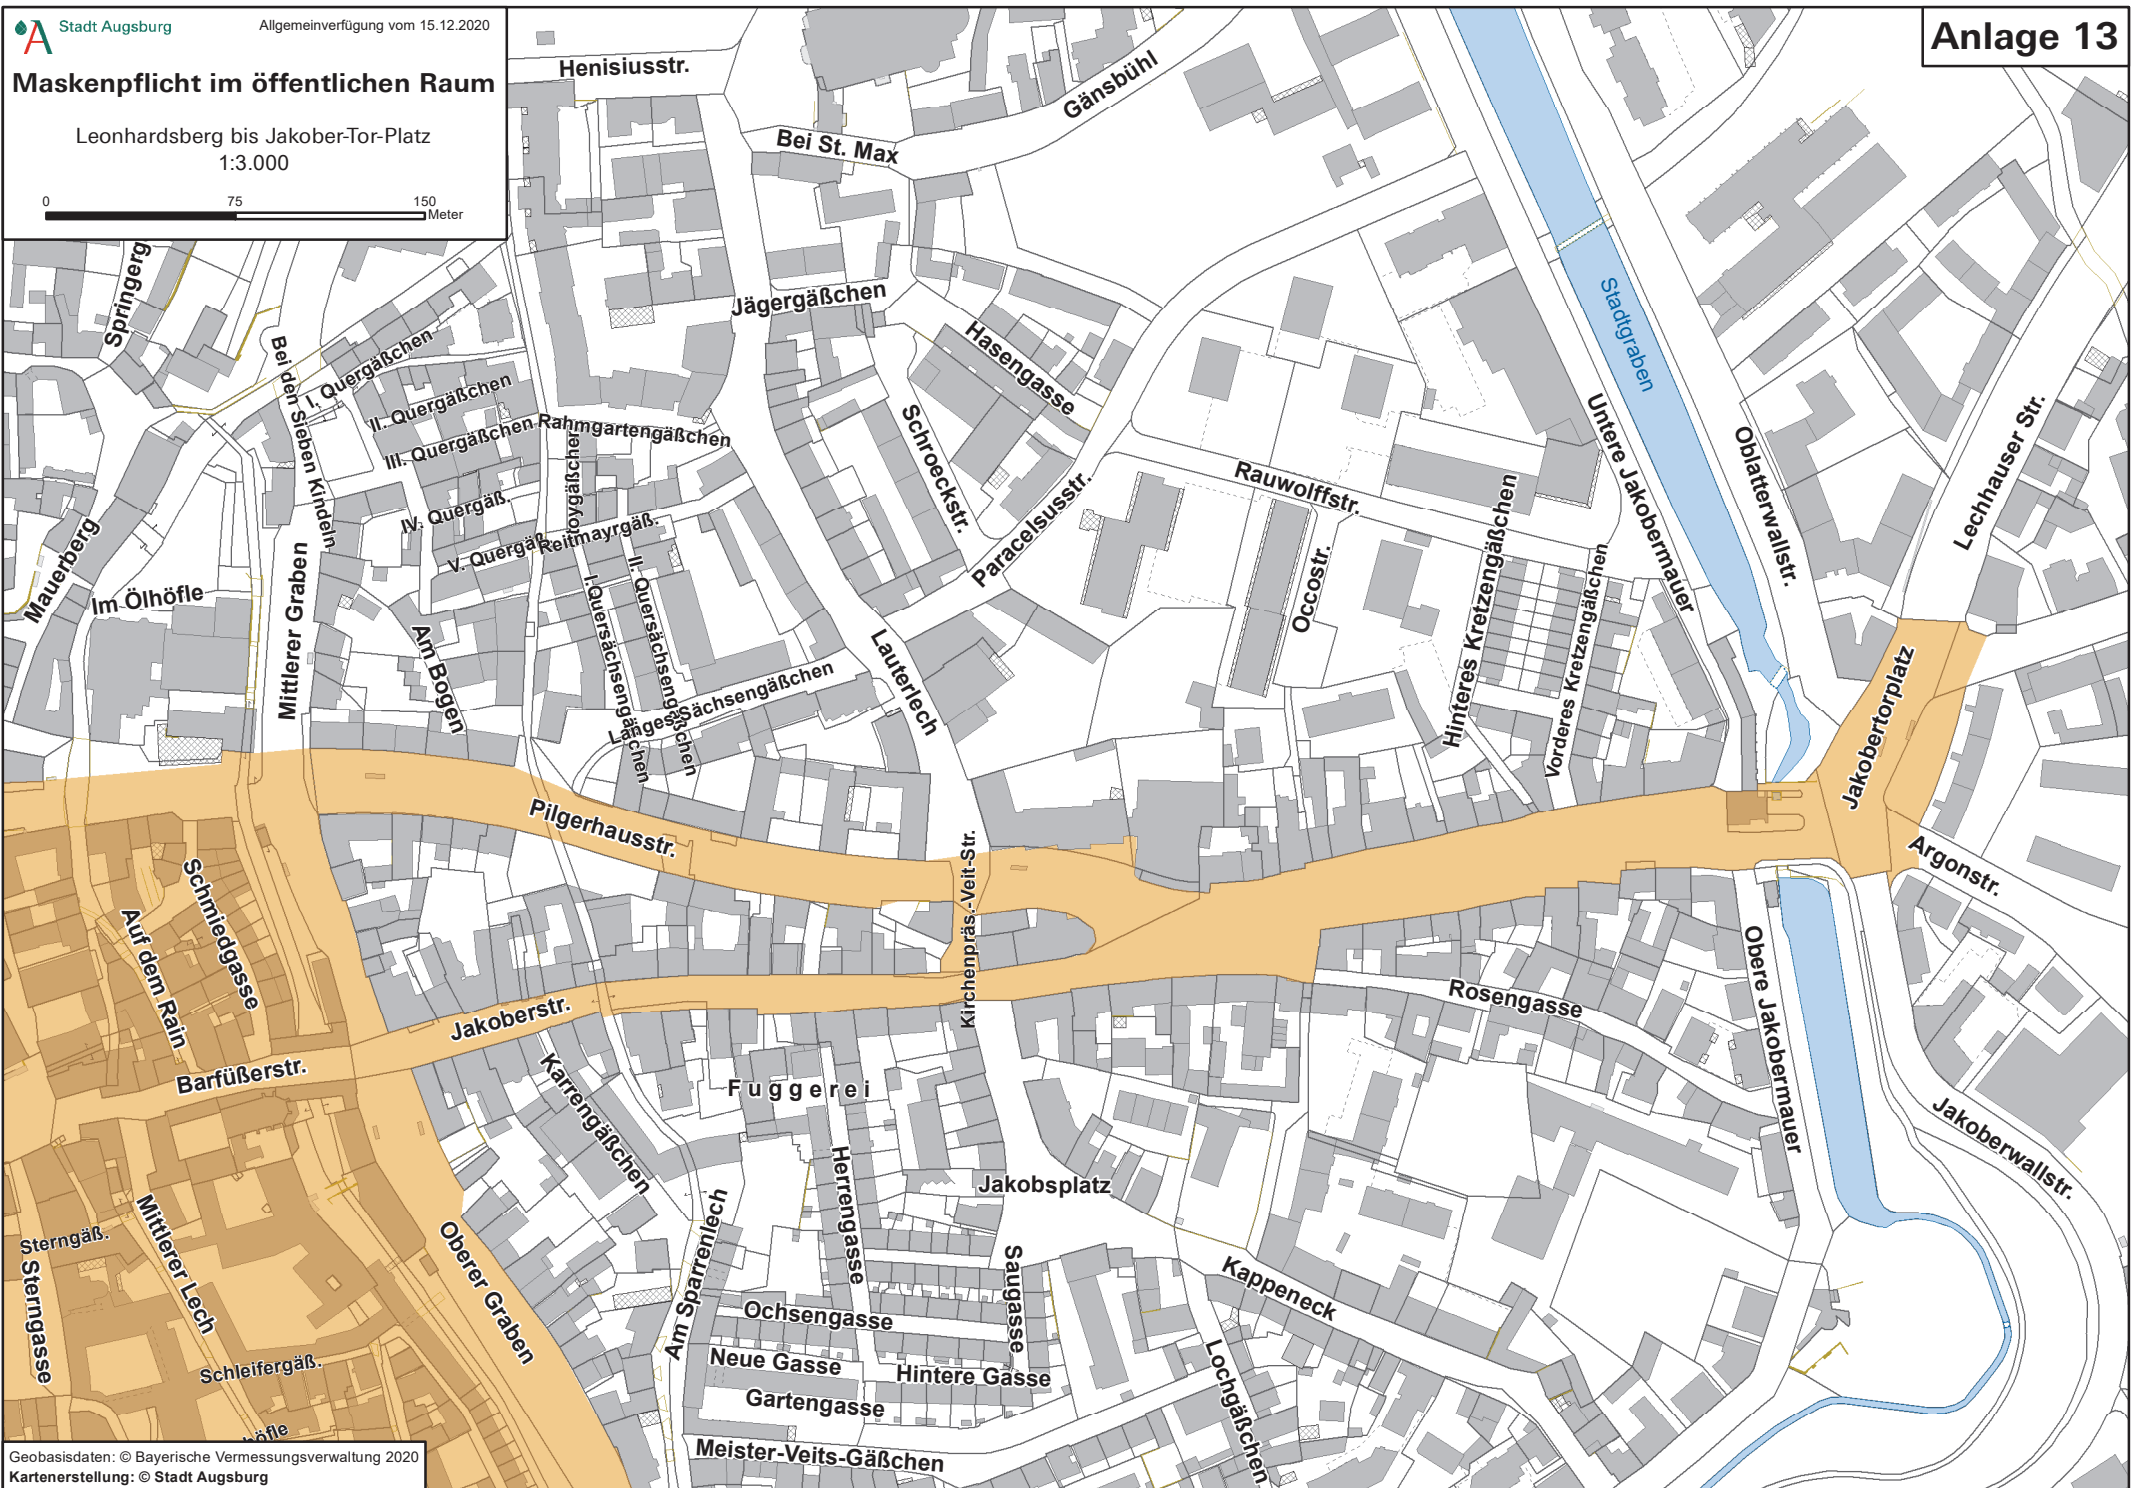 Stadt Augsburg
Allgemeinverfügung vom 15.12.2020
Maskenpflicht im öffentlichen Raum
Leonhardsberg bis Jakober-Tor-Platz
1:3.000
0 75 150
Meter
Anlage 13
Henisiusstr.
Gänsbühl
Bei St. Max
Springerg
Jägergäßchen
Stadtgraben
Hasengasse
Bei den Sieben Kindeln
I. Quergäßchen
II. Quergäßchen
III. Quergäßchen
Rahmgartengäßchen
Schroeckstr.
Untere Jakobermauer
Oblatterwallstr.
Lechhauser Str.
Rauwolffstr.
Paracelsusstr.
IV. Quergäß.
V. Quergäß.
Reitmayrgäß.
Mauerberg
Im Ölhöfle
Mittlerer Graben
Am Bogen
I. Quersächsengäßchen
II. Quersächsengäßchen
Länges Sächsengäßchen
Lauterlech
Occostr.
Hinteres Kretzengäßchen
Vorderes Kretzengäßchen
Jakobertorplatz
Pilgerhausstr.
Kirchenpräs.-Veit-Str.
Argonstr.
Schmiedgasse
Auf dem Rain
Jakoberstr.
Barfüßerstr.
Rosengasse
Obere Jakobermauer
Karrengäßchen
Fuggerei
Herrengasse
Jakobsplatz
Jakoberwallstr.
Sterngäß.
Sterngasse
Mittlerer Lech
Oberer Graben
Am Sparrenlech
Saugasse
Kappeneck
Ochsengasse
Schleifergäß.
Neue Gasse
Hintere Gasse
Gartengasse
Lochgäßchen
höfle
Meister-Veits-Gäßchen
Geobasisdaten: © Bayerische Vermessungsverwaltung 2020
Kartenerstellung: © Stadt Augsburg